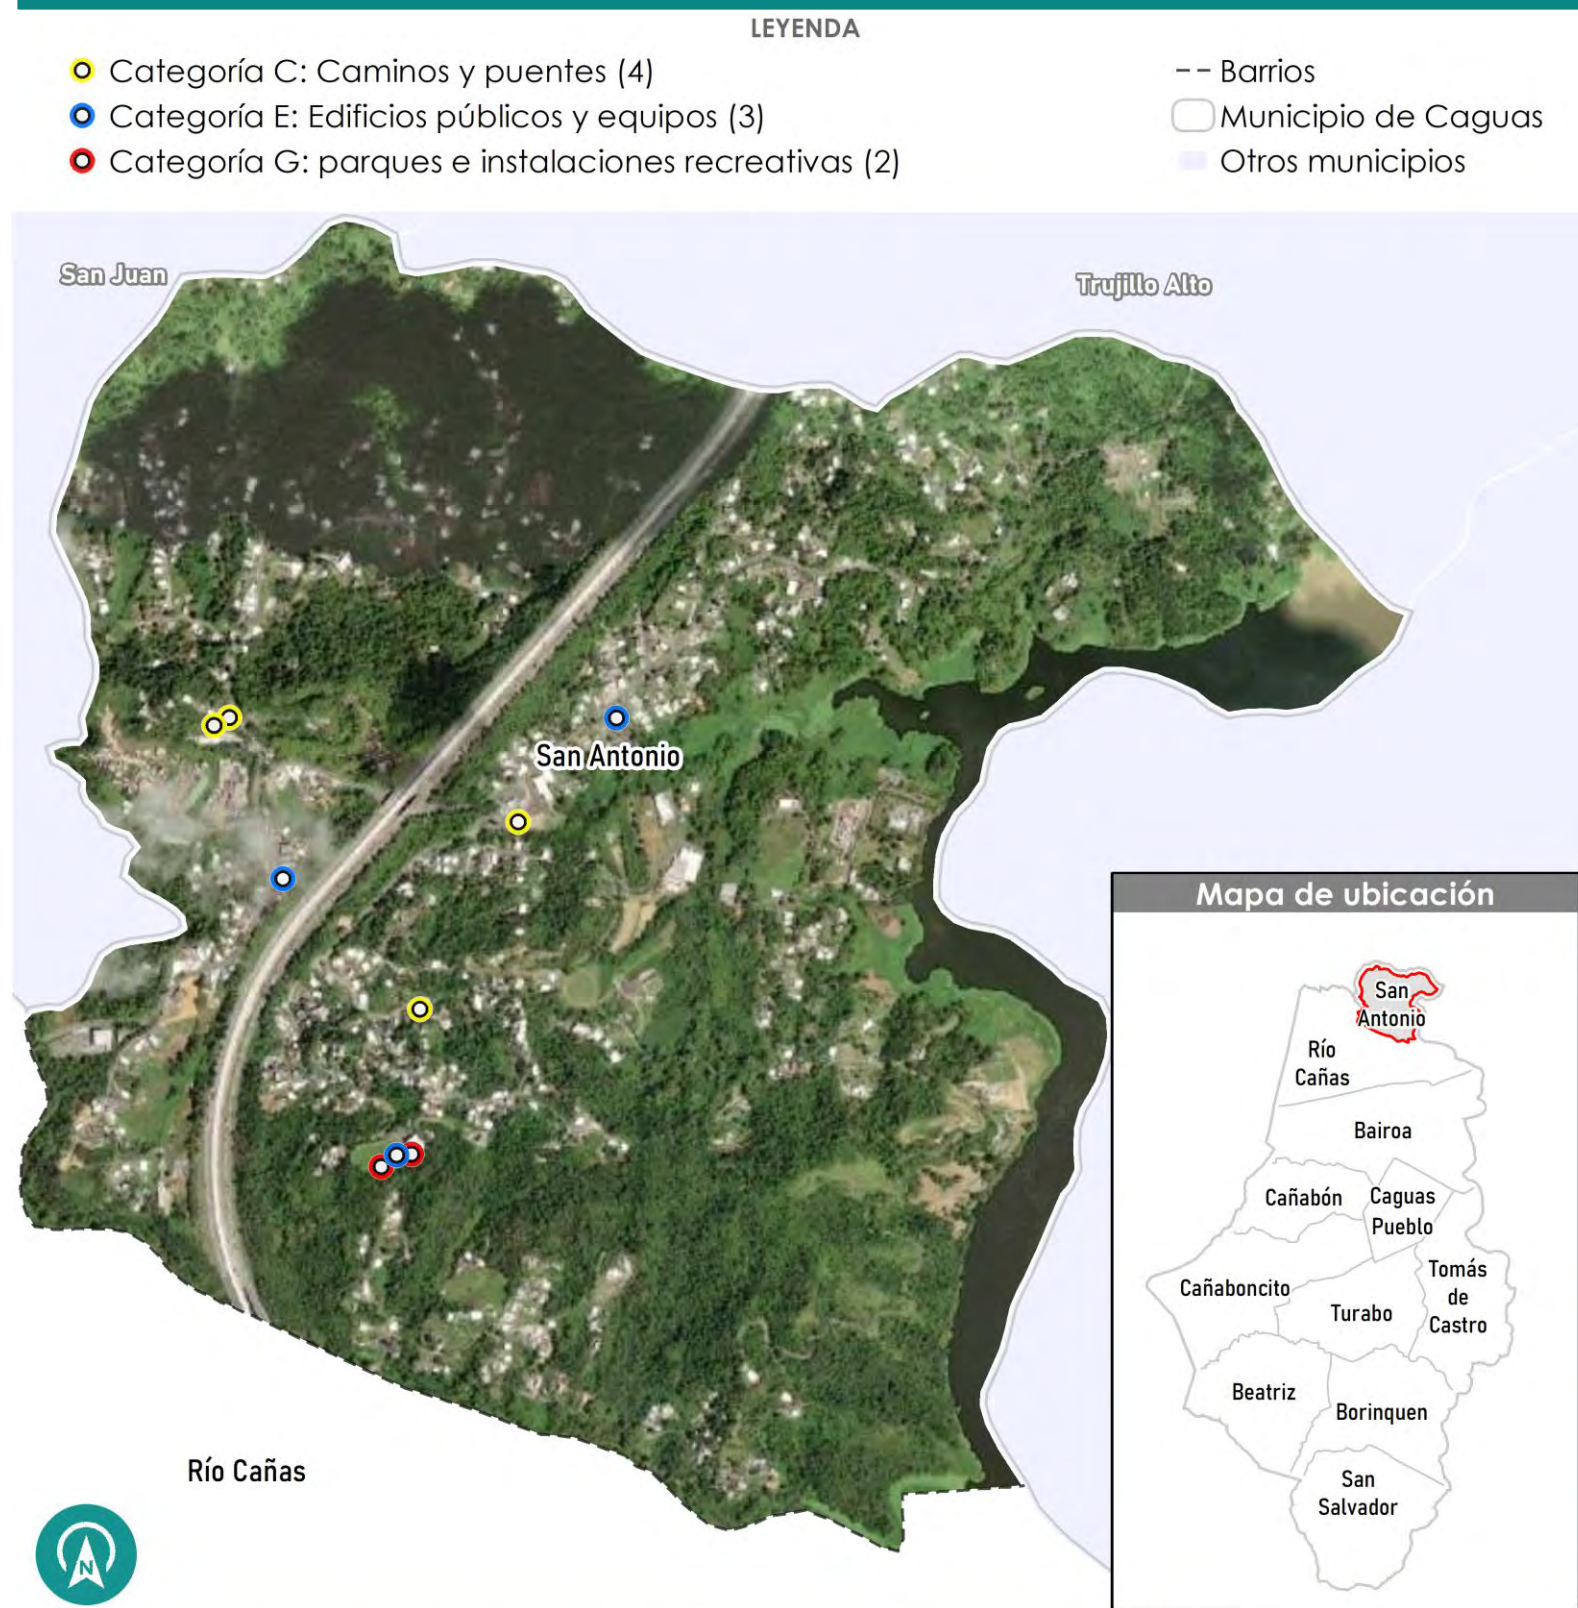 LEYENDA
Categoría C: Caminos y puentes (4)
Categoría E: Edificios públicos y equipos (3)
Categoría G: parques e instalaciones recreativas (2)
Barrios
Municipio de Caguas
Otros municipios
San Juan
Trujillo Alto
San Antonio
Río Cañas
N
Mapa de ubicación
San
Antonio
Río
Cañas
Bairoa
Cañabón
Caguas
Pueblo
Cañaboncito
Turabo
Tomás
de
Castro
Beatriz
Borinquen
San
Salvador